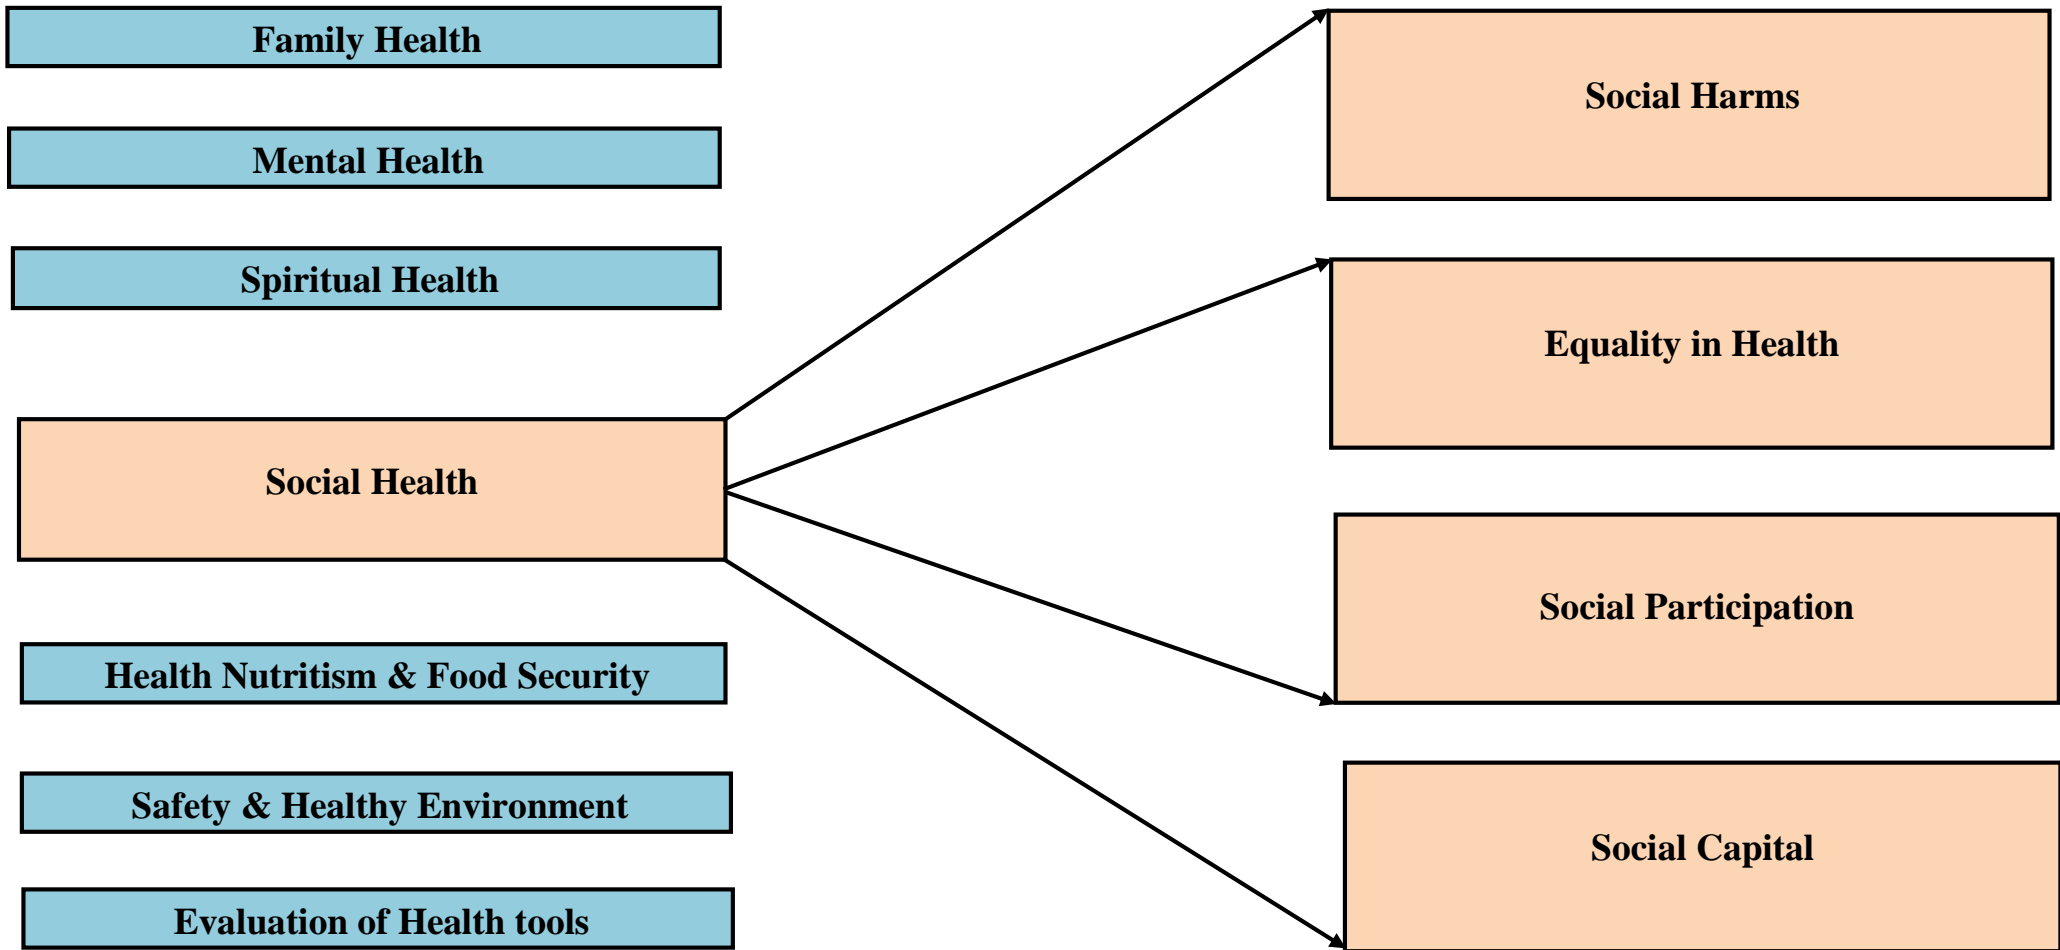 Family Health
Mental Health
Spiritual Health
Social Health
Health Nutritism & Food Security
Safety & Healthy Environment
Evaluation of Health tools
Social Harms
Equality in Health
Social Participation
Social Capital